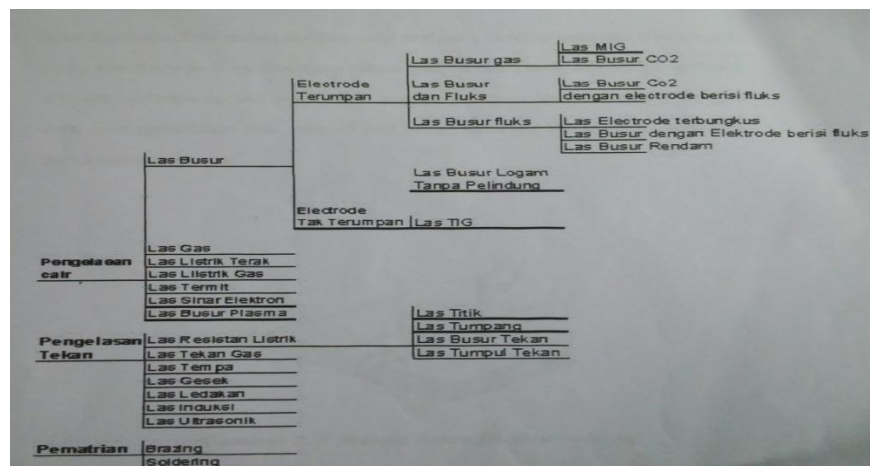 Las MIG
Las Busur gas
Las Busur CO2
Electrode
Terumpan
Las Busur
dan Fluks
Las Busur Co2
dengan electrode berisi fluks
Las Busur fluks
Las Electrode terbungkus
Las Busur dengan Elektrode berisi fluks
Las Busur Rendam
Las Busur
Las Busur Logam
Tanpa Pelindung
Electrode
Tak Terumpan
Las TIG
Pengelasan
cair
Las Gas
Las Listrik Terak
Las Llistrik Gas
Las Termit
Las Sinar Elektron
Las Busur Plasma
Pengelasan
Tekan
Las Resistan Listrik
Las Titik
Las Tumpang
Las Busur Tekan
Las Tumpul Tekan
Las Tekan Gas
Las Tempa
Las Gesek
Las Ledakan
Las Induksi
Las Ultrasonik
Pematrian
Brazing
Soldering